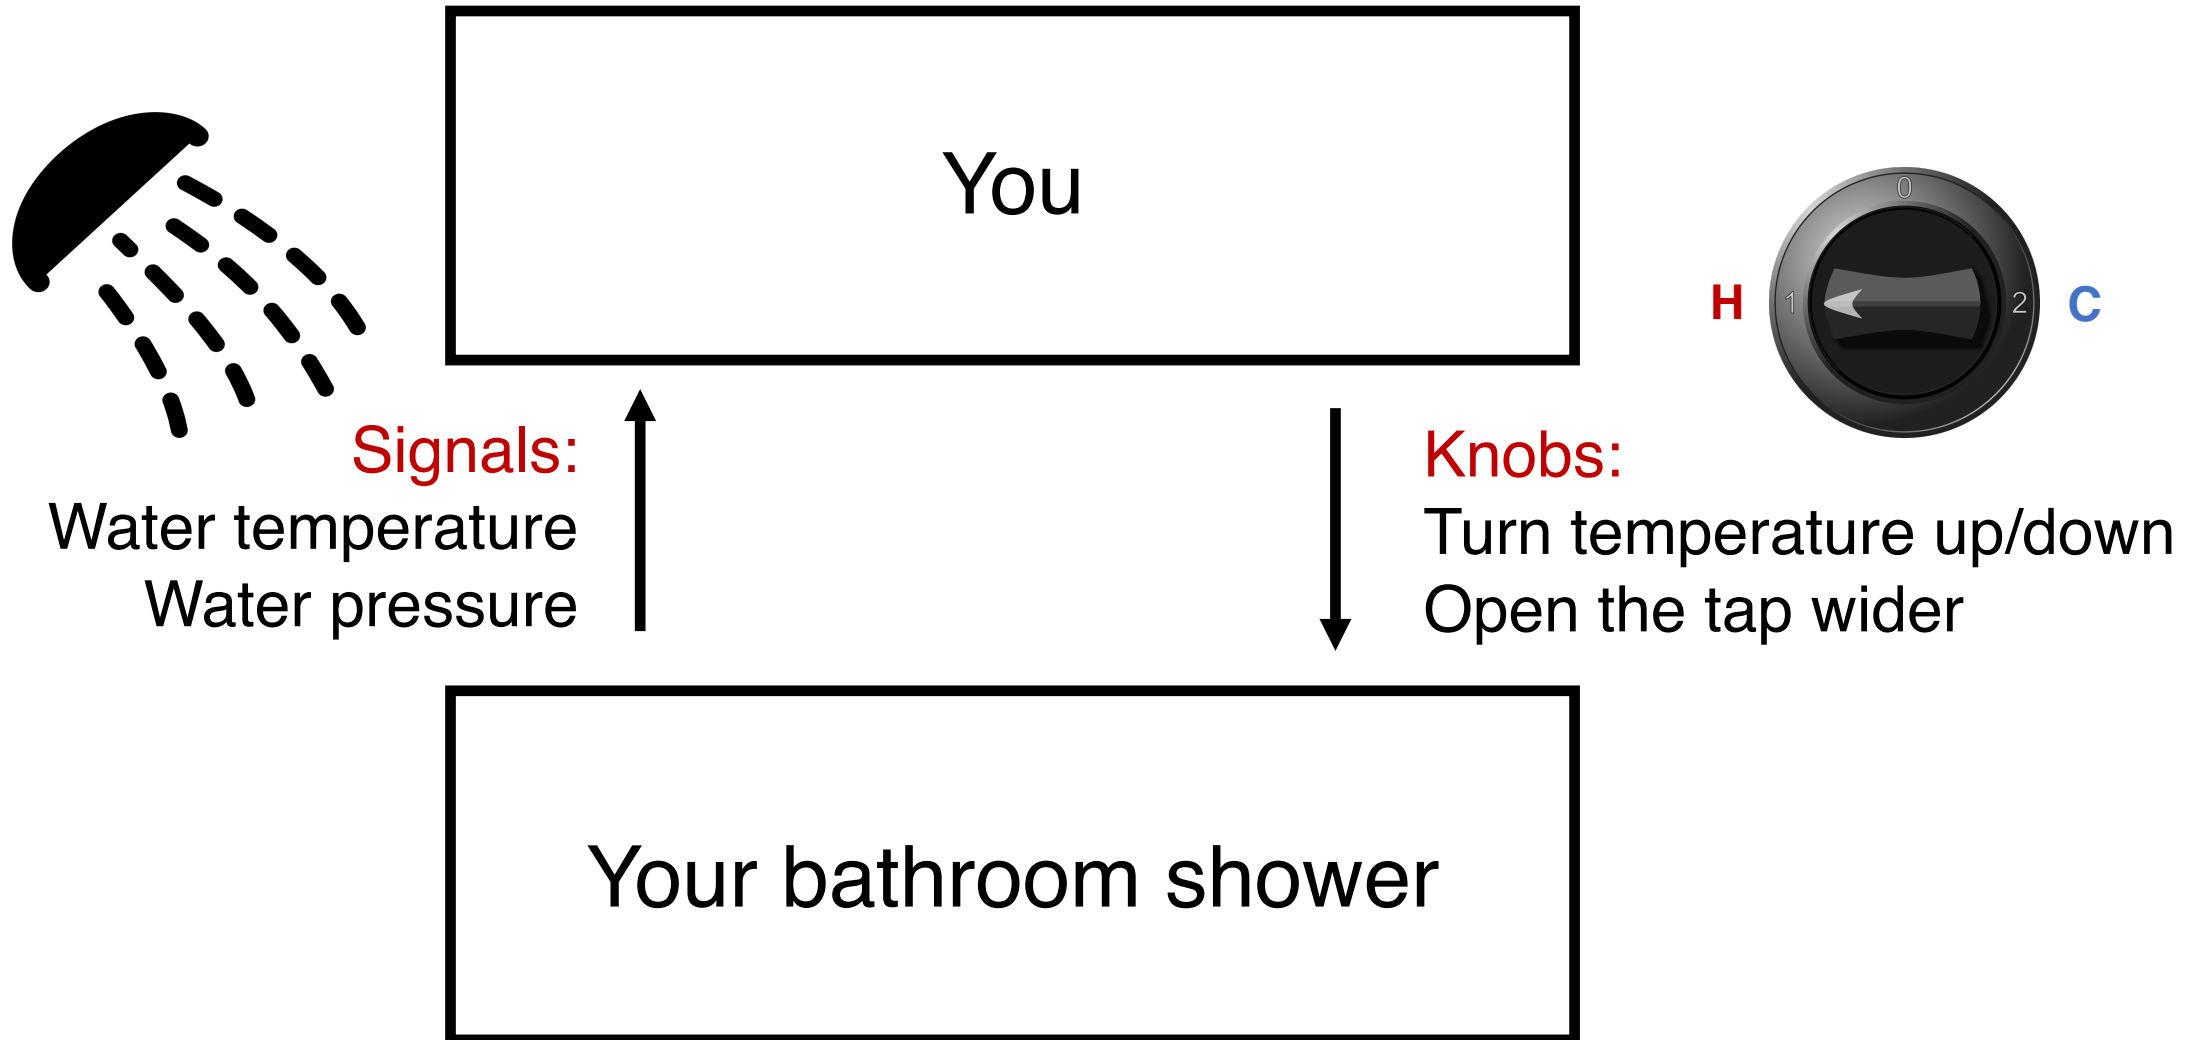 You
0
H
1
2
C
Signals:
Water temperature
Water pressure
Knobs:
Turn temperature up/down
Open the tap wider
Your bathroom shower